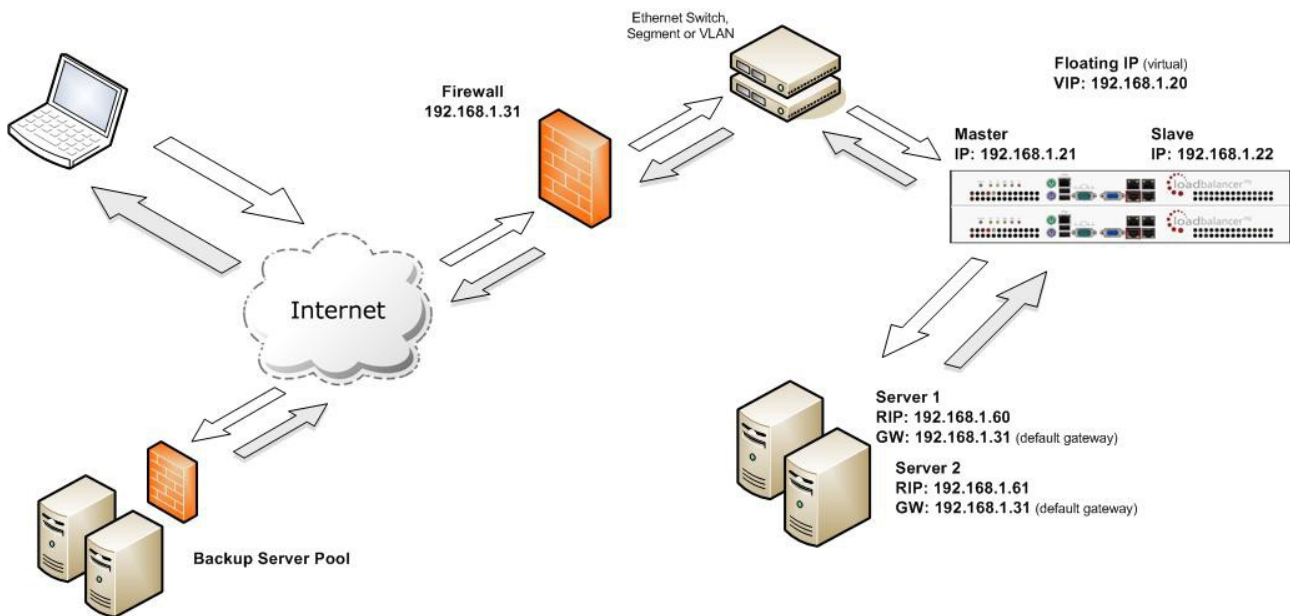 Ethernet Switch,
Segment or VLAN
Firewall
192.168.1.31
Floating IP (virtual)
VIP: 192.168.1.20
Master
IP: 192.168.1.21
Slave
IP: 192.168.1.22
loadbalancer.org
loadbalancer.org
Internet
Server 1
RIP: 192.168.1.60
GW: 192.168.1.31 (default gateway)
Server 2
RIP: 192.168.1.61
GW: 192.168.1.31 (default gateway)
Backup Server Pool